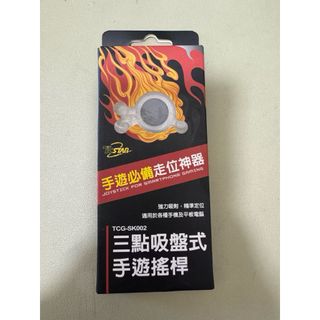 STAR
手遊必備走位神器
JOYSTICK FOR SMARTPHONE GAMING
強力吸附，精準定位
適用於各種手機及平板電腦
TCG-SK002
三點吸盤式
手遊搖桿